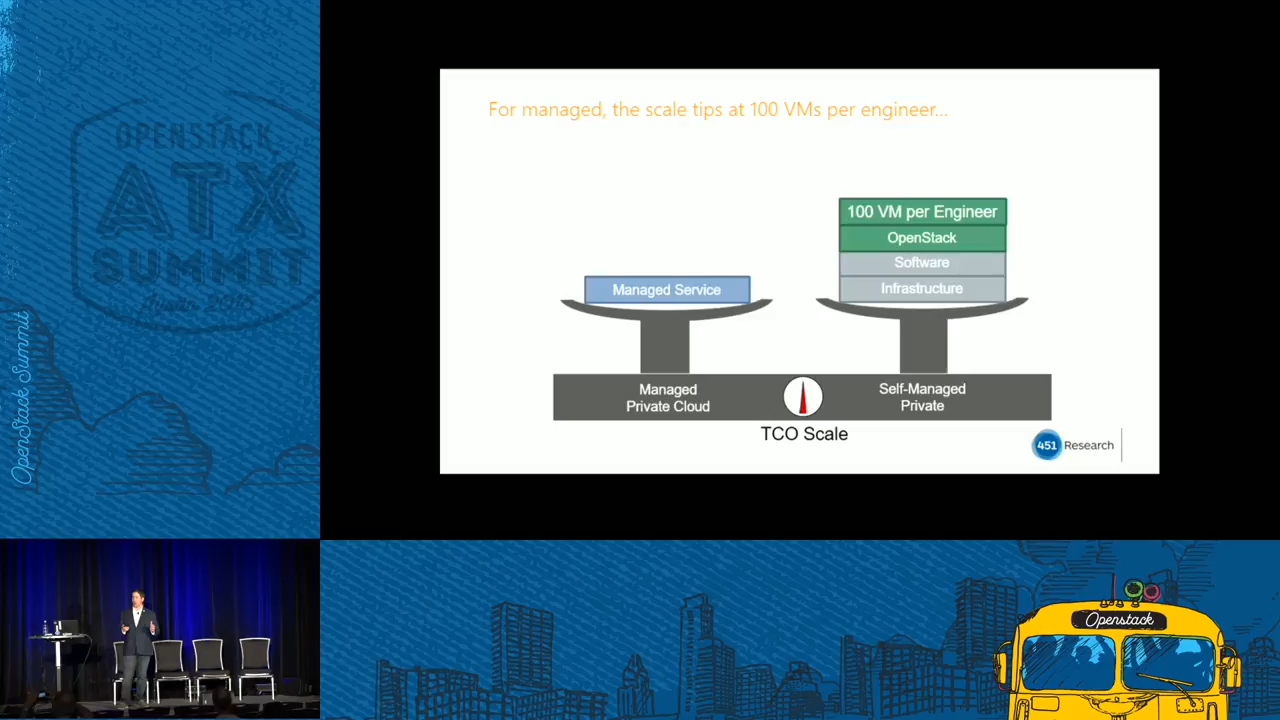 OPENSTACK
ATX
SUMMIT
Austin
OpenStack Summit
For managed, the scale tips at 100 VMs per engineer...
100 VM per Engineer
OpenStack
Software
Infrastructure
Managed Service
Managed
Private Cloud
Self-Managed
Private
TCO Scale
451 Research
Openstack